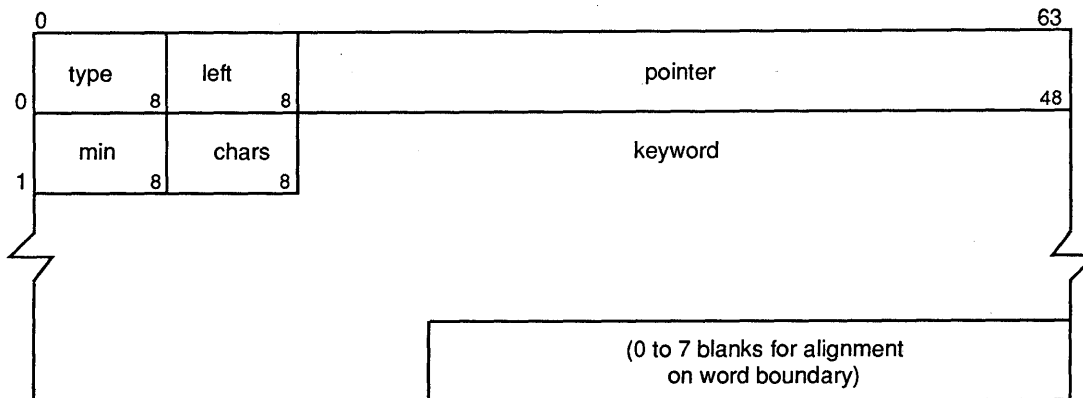 0 63
type left pointer
0 8 8 48
min chars keyword
1 8 8
(0 to 7 blanks for alignment
on word boundary)